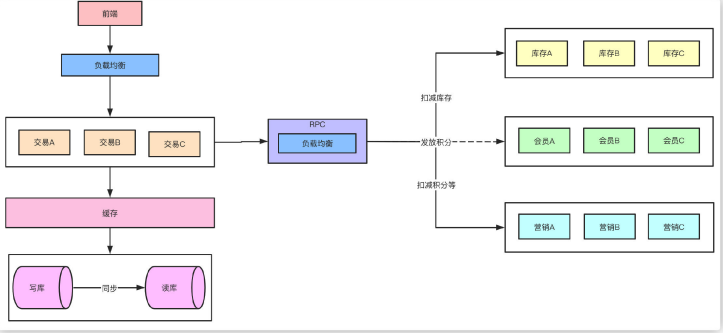 前端
负载均衡
交易A
交易B
交易C
RPC
负载均衡
扣减库存
发放积分
扣减积分等
库存A
库存B
库存C
会员A
会员B
会员C
营销A
营销B
营销C
缓存
写库
同步
读库